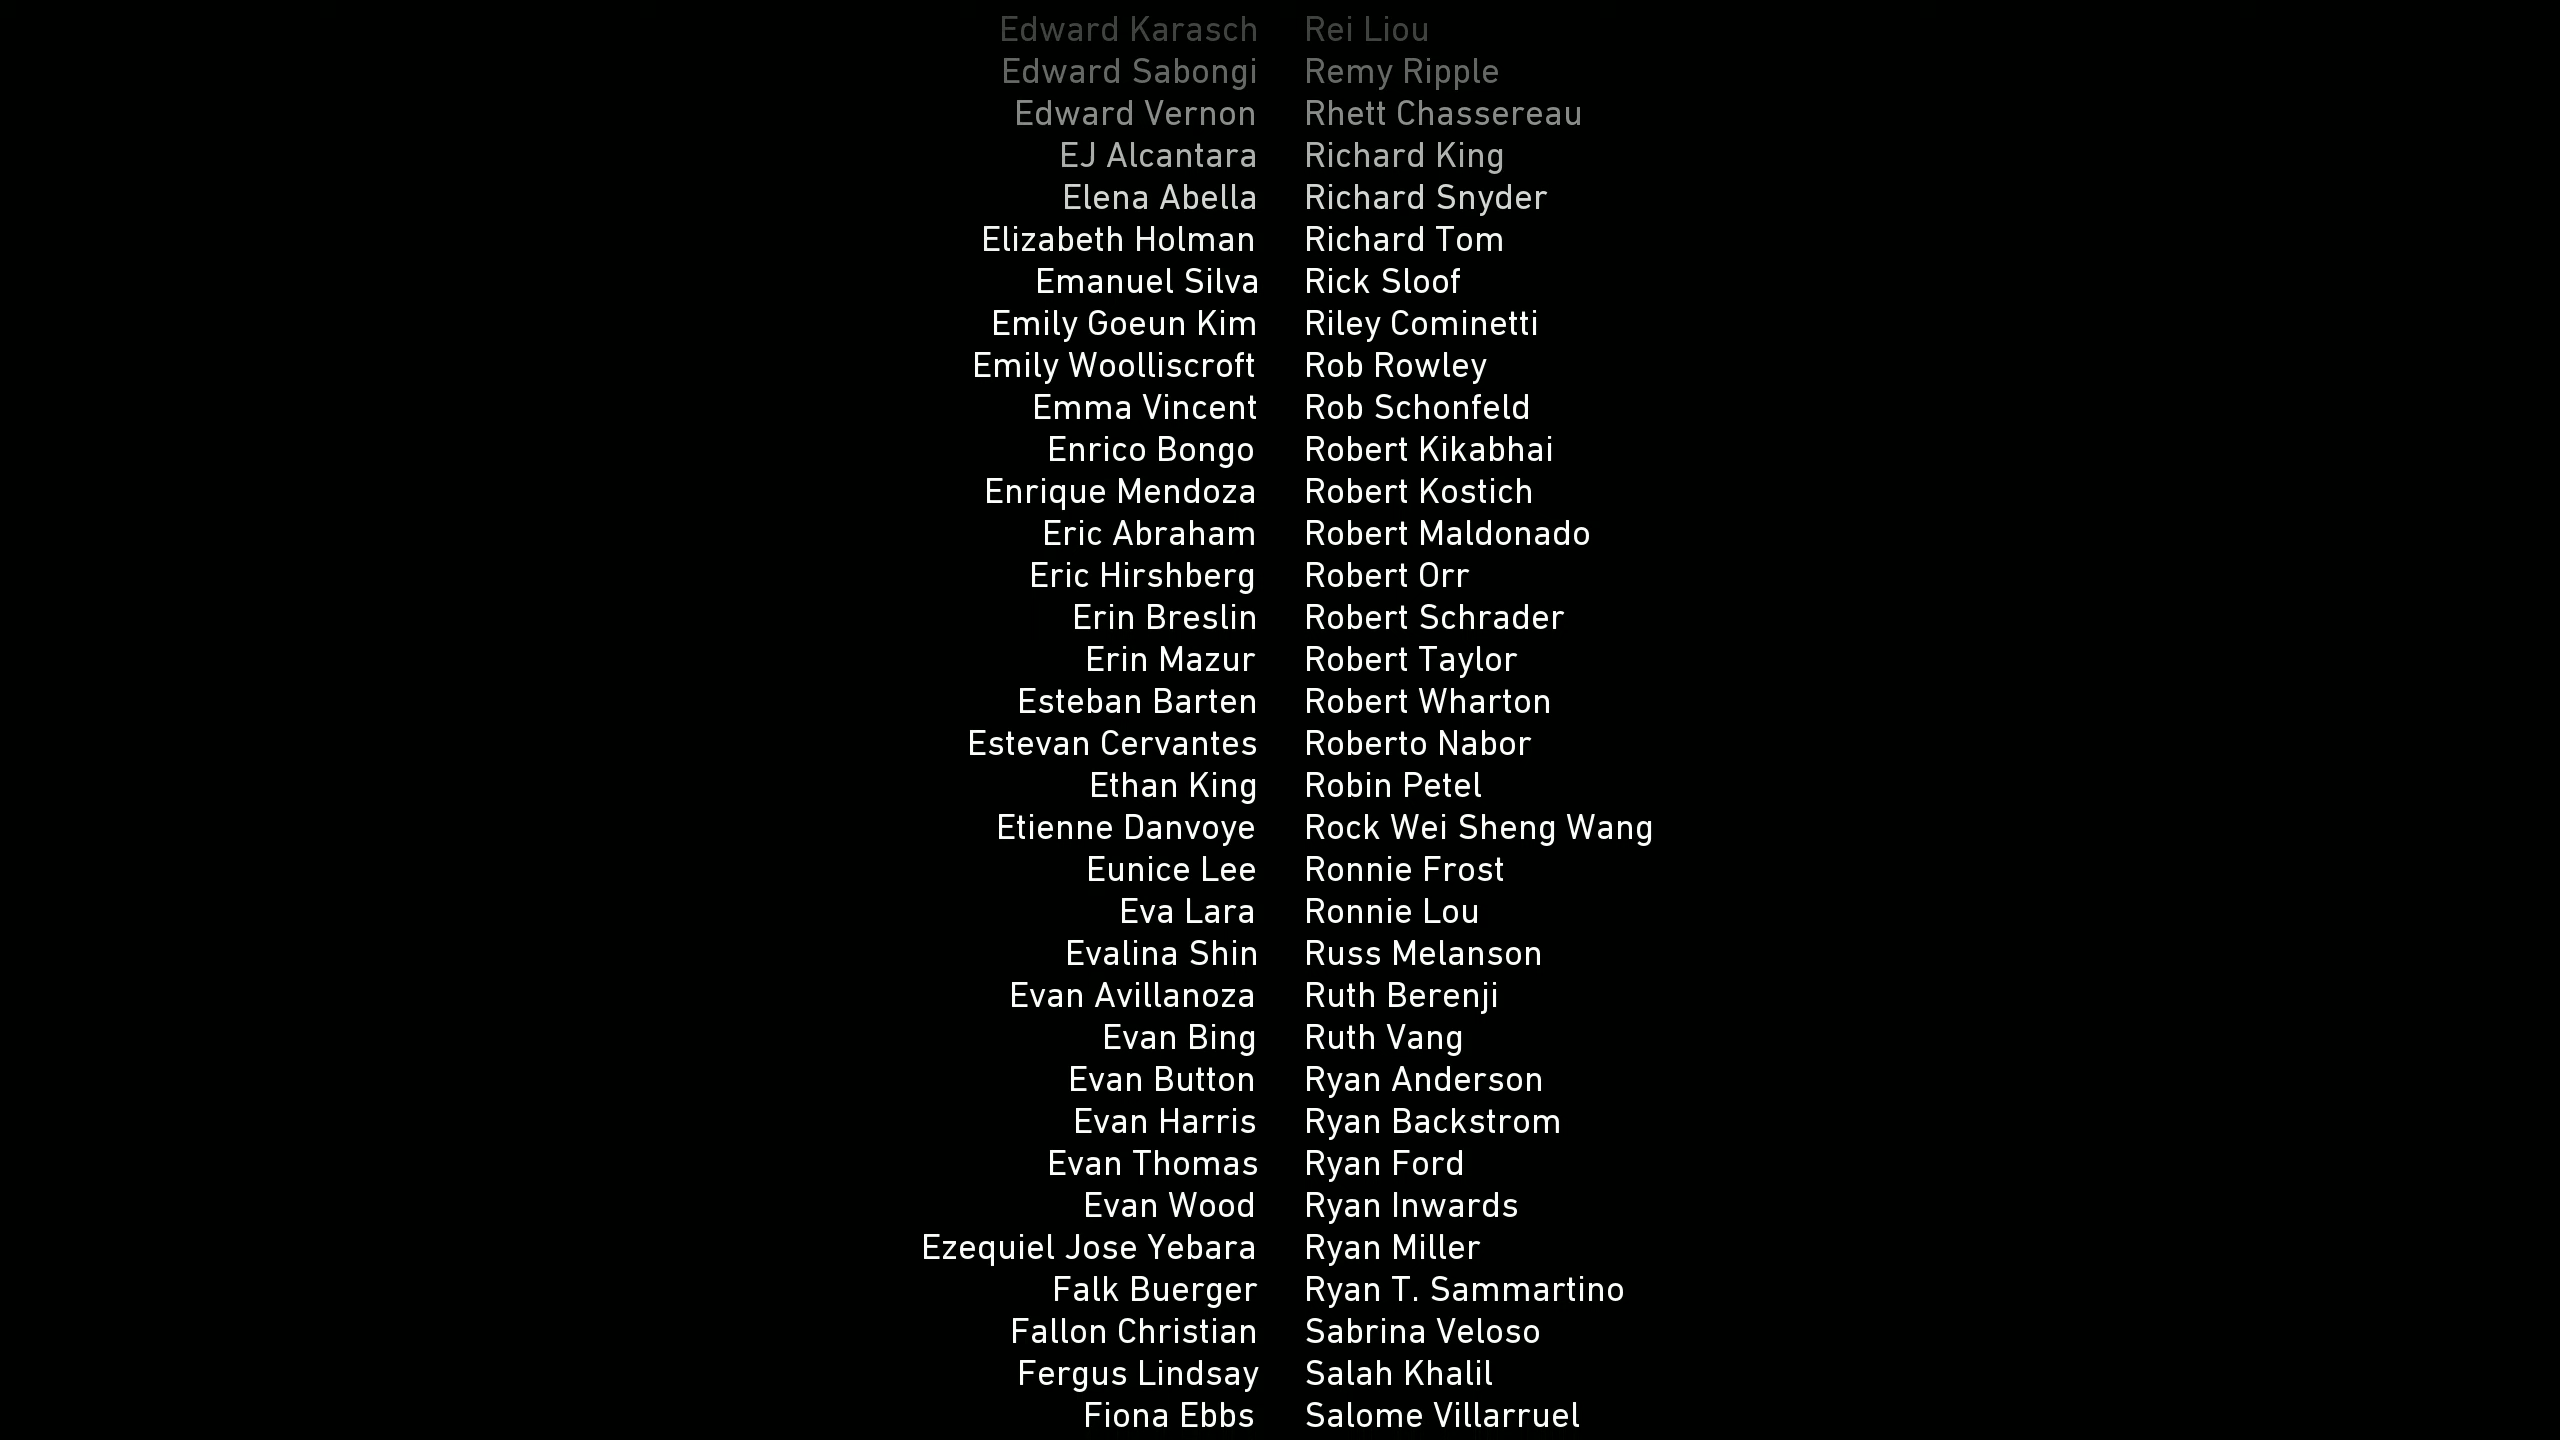 Edward Karasch Rei Liou
Edward Sabongi Remy Ripple
Edward Vernon Rhett Chassereau
EJ Alcantara Richard King
Elena Abella Richard Snyder
Elizabeth Holman Richard Tom
Emanuel Silva Rick Sloof
Emily Goeun Kim Riley Cominetti
Emily Woolliscroft Rob Rowley
Emma Vincent Rob Schonfeld
Enrico Bongo Robert Kikabhai
Enrique Mendoza Robert Kostich
Eric Abraham Robert Maldonado
Eric Hirshberg Robert Orr
Erin Breslin Robert Schrader
Erin Mazur Robert Taylor
Esteban Barten Robert Wharton
Estevan Cervantes Roberto Nabor
Ethan King Robin Petel
Etienne Danvoye Rock Wei Sheng Wang
Eunice Lee Ronnie Frost
Eva Lara Ronnie Lou
Evalina Shin Russ Melanson
Evan Avillanoza Ruth Berenji
Evan Bing Ruth Vang
Evan Button Ryan Anderson
Evan Harris Ryan Backstrom
Evan Thomas Ryan Ford
Evan Wood Ryan Inwards
Ezequiel Jose Yebara Ryan Miller
Falk Buerger Ryan T. Sammartino
Fallon Christian Sabrina Veloso
Fergus Lindsay Salah Khalil
Fiona Ebbs Salome Villarruel